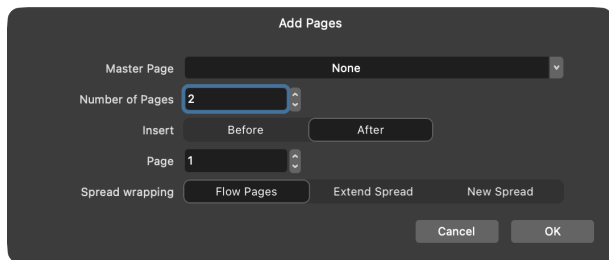 Add Pages
Master Page None
Number of Pages 2
Insert Before After
Page 1
Spread wrapping Flow Pages Extend Spread New Spread
Cancel OK